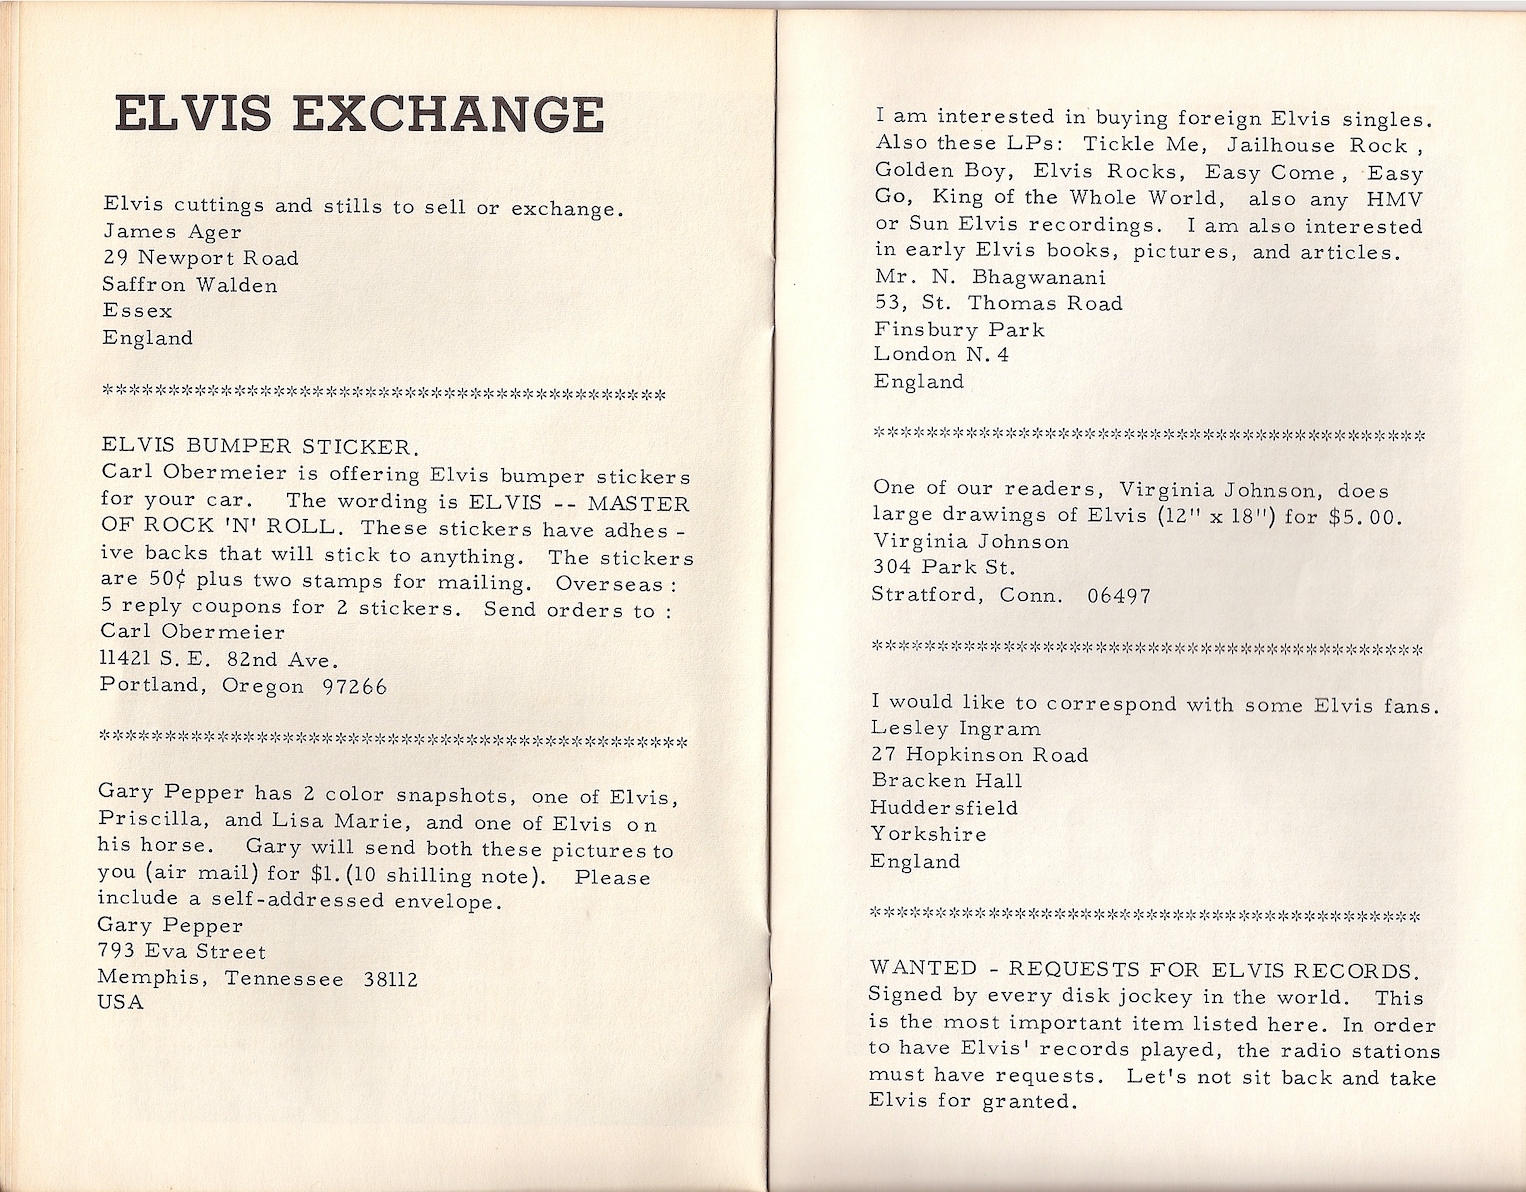 ELVIS EXCHANGE
Elvis cuttings and stills to sell or exchange.
James Ager
29 Newport Road
Saffron Walden
Essex
England
*******************************************
ELVIS BUMPER STICKER.
Carl Obermeier is offering Elvis bumper stickers
for your car. The wording is ELVIS -- MASTER
OF ROCK 'N' ROLL. These stickers have adhes -
ive backs that will stick to anything. The stickers
are 50¢ plus two stamps for mailing. Overseas :
5 reply coupons for 2 stickers. Send orders to :
Carl Obermeier
11421 S. E. 82nd Ave.
Portland, Oregon 97266
*********************************************
Gary Pepper has 2 color snapshots, one of Elvis,
Priscilla, and Lisa Marie, and one of Elvis on
his horse. Gary will send both these pictures to
you (air mail) for $1. (10 shilling note). Please
include a self-addressed envelope.
Gary Pepper
793 Eva Street
Memphis, Tennessee 38112
USA
I am interested in buying foreign Elvis singles.
Also these LPs: Tickle Me, Jailhouse Rock ,
Golden Boy, Elvis Rocks, Easy Come , Easy
Go, King of the Whole World, also any HMV
or Sun Elvis recordings. I am also interested
in early Elvis books, pictures, and articles.
Mr. N. Bhagwanani
53, St. Thomas Road
Finsbury Park
London N. 4
England
******************************************
One of our readers, Virginia Johnson, does
large drawings of Elvis (12" x 18") for $5. 00.
Virginia Johnson
304 Park St.
Stratford, Conn. 06497
******************************************
I would like to correspond with some Elvis fans.
Lesley Ingram
27 Hopkinson Road
Bracken Hall
Huddersfield
Yorkshire
England
******************************************
WANTED - REQUESTS FOR ELVIS RECORDS.
Signed by every disk jockey in the world. This
is the most important item listed here. In order
to have Elvis' records played, the radio stations
must have requests. Let's not sit back and take
Elvis for granted.